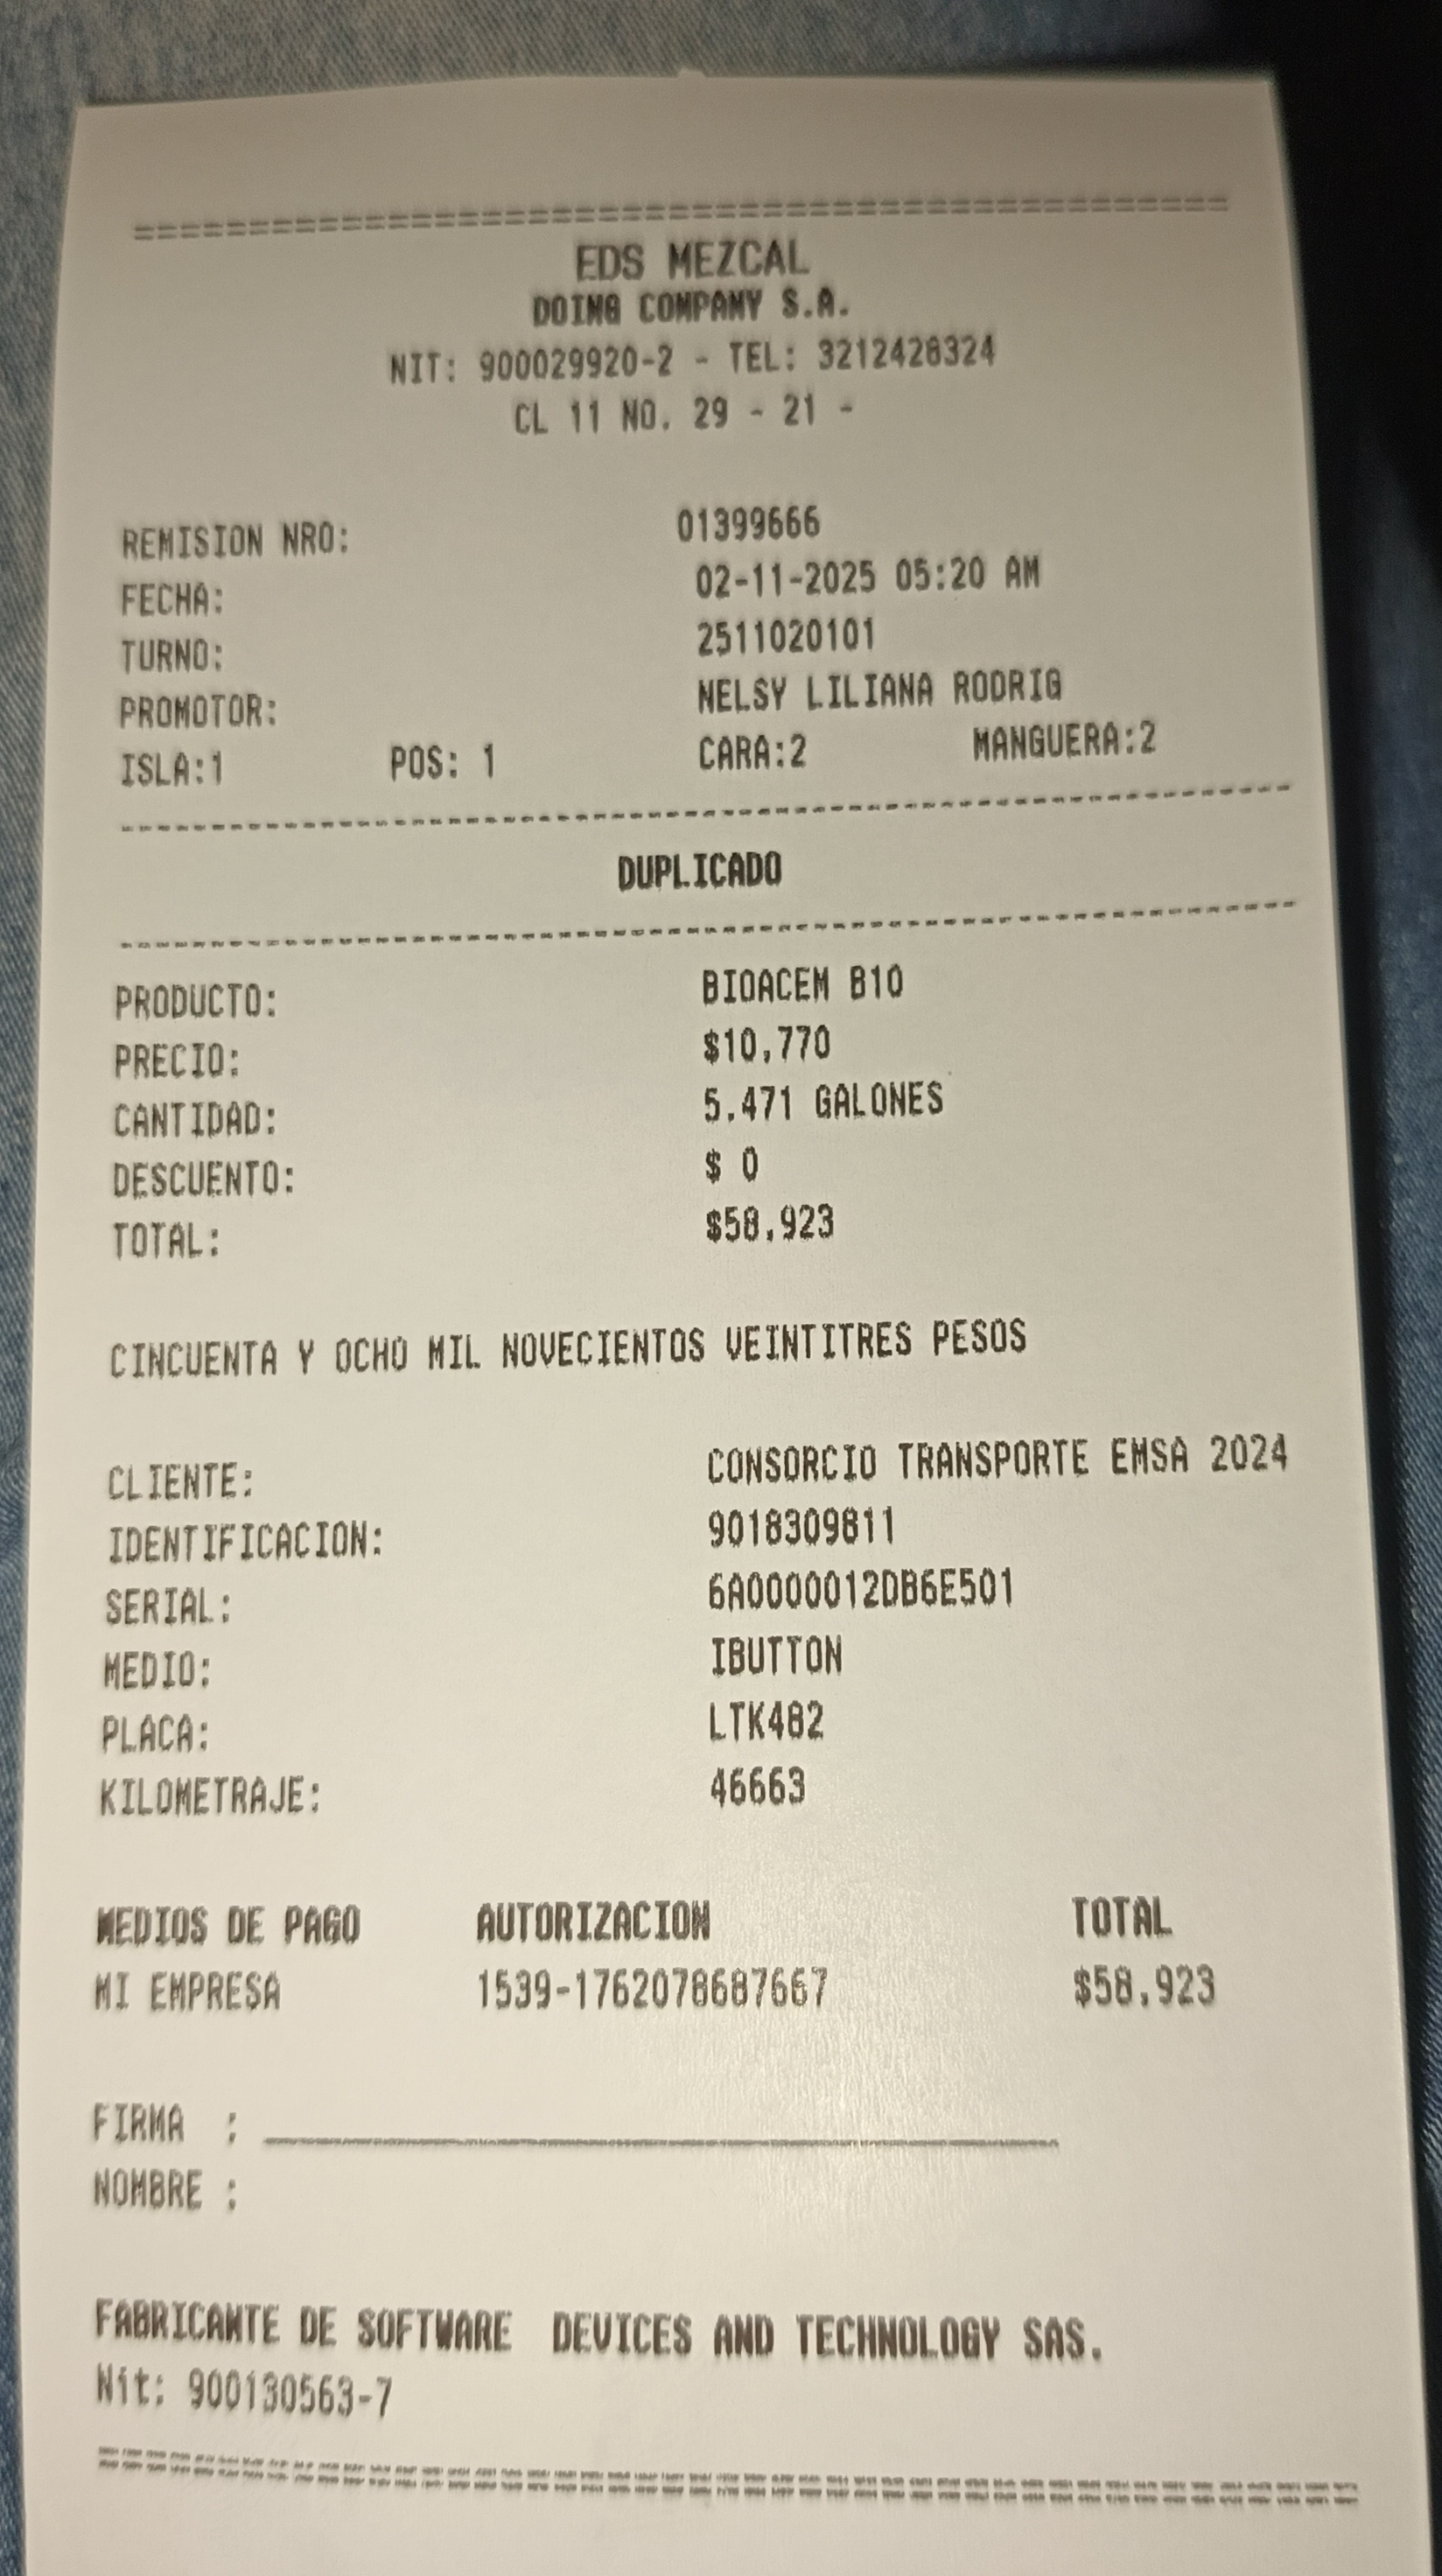 ================================================
EDS MEZCAL
DOING COMPANY S.A.
NIT: 900029920-2 - TEL: 3212428324
CL 11 NO. 29 - 21 -
REMISION NRO: 01399666
FECHA: 02-11-2025 05:20 AM
TURNO: 2511020101
PROMOTOR: NELSY LILIANA RODRIG
ISLA:1 POS: 1 CARA:2 MANGUERA:2
DUPLICADO
PRODUCTO: BIOACEM B10
PRECIO: $10,770
CANTIDAD: 5.471 GALONES
DESCUENTO: $ 0
TOTAL: $58,923
CINCUENTA Y OCHO MIL NOVECIENTOS VEINTITRES PESOS
CLIENTE: CONSORCIO TRANSPORTE EMSA 2024
IDENTIFICACION: 9018309811
SERIAL: 6A0000012DB6E501
MEDIO: IBUTTON
PLACA: LTK482
KILOMETRAJE: 46663
MEDIOS DE PAGO AUTORIZACION TOTAL
MI EMPRESA 1539-1762078687667 $58,923
FIRMA :
NOMBRE :
FABRICANTE DE SOFTWARE DEVICES AND TECHNOLOGY SAS.
Nit: 900130563-7